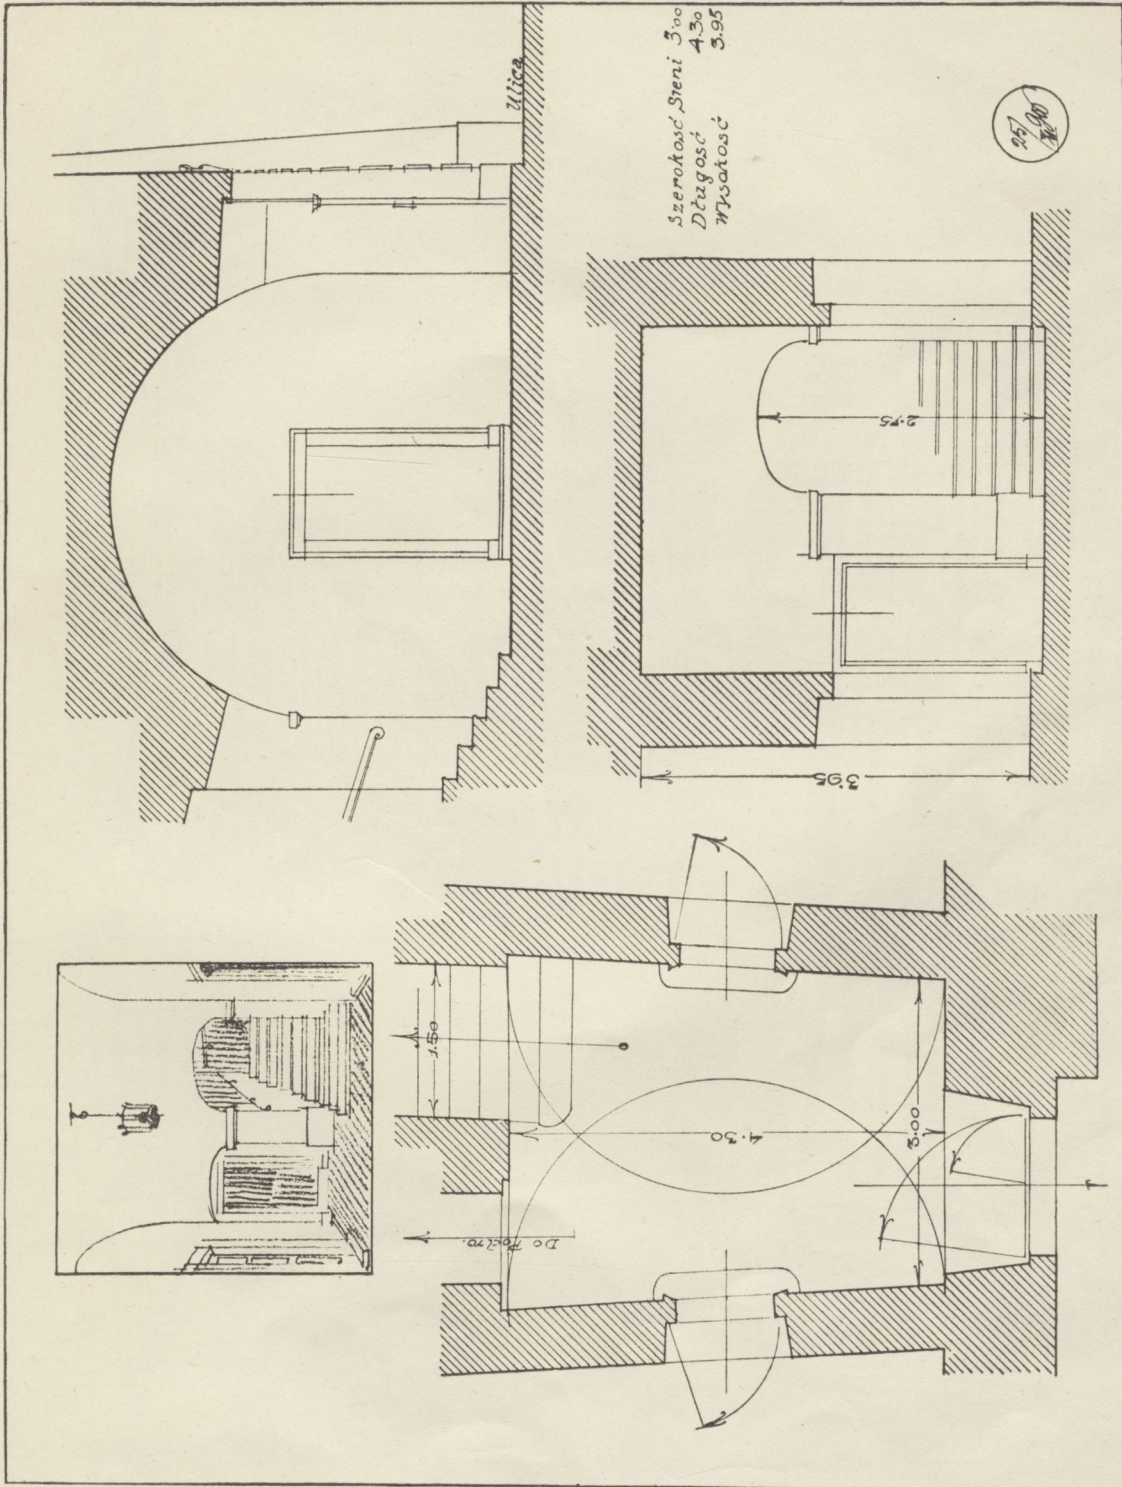 Ulica
Szerokość Sieni 3·00
Długość 4.30
Wysokość 3.95
25/
2·75
3·95
1.50
4·30
3.00
Do